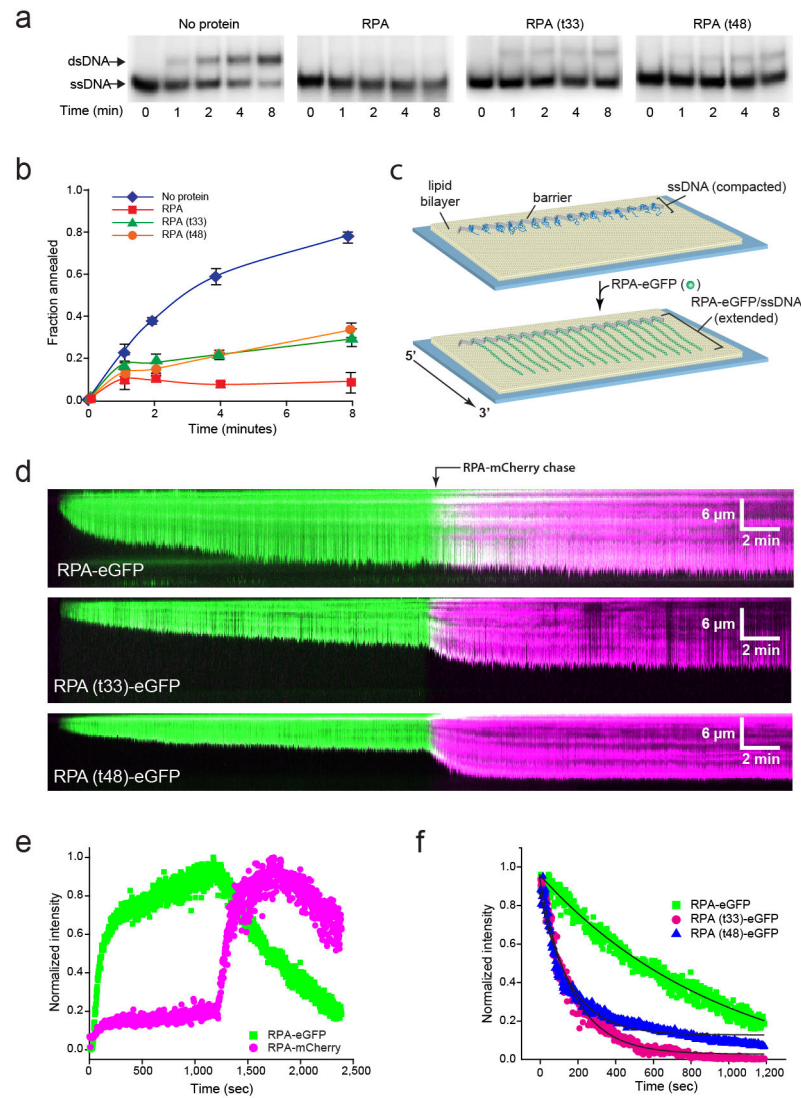 a
No protein
RPA
RPA (t33)
RPA (t48)
dsDNA
ssDNA
Time (min)
0 1 2 4 8
0 1 2 4 8
0 1 2 4 8
0 1 2 4 8
b
Fraction annealed
1.0
0.8
0.6
0.4
0.2
0.0
No protein
RPA
RPA (t33)
RPA (t48)
0 2 4 6 8
Time (minutes)
c
lipid
bilayer
barrier
ssDNA (compacted)
RPA-eGFP ( )
RPA-eGFP/ssDNA
(extended)
5’
3’
d
RPA-mCherry chase
6 µm
2 min
RPA-eGFP
6 µm
2 min
RPA (t33)-eGFP
6 µm
2 min
RPA (t48)-eGFP
e
Normalized intensity
1.0
0.8
0.6
0.4
0.2
0.0
RPA-eGFP
RPA-mCherry
0 500 1,000 1,500 2,000 2,500
Time (sec)
f
Normalized intensity
1.0
0.8
0.6
0.4
0.2
0.0
RPA-eGFP
RPA (t33)-eGFP
RPA (t48)-eGFP
0 200 400 600 800 1,000 1,200
Time (sec)